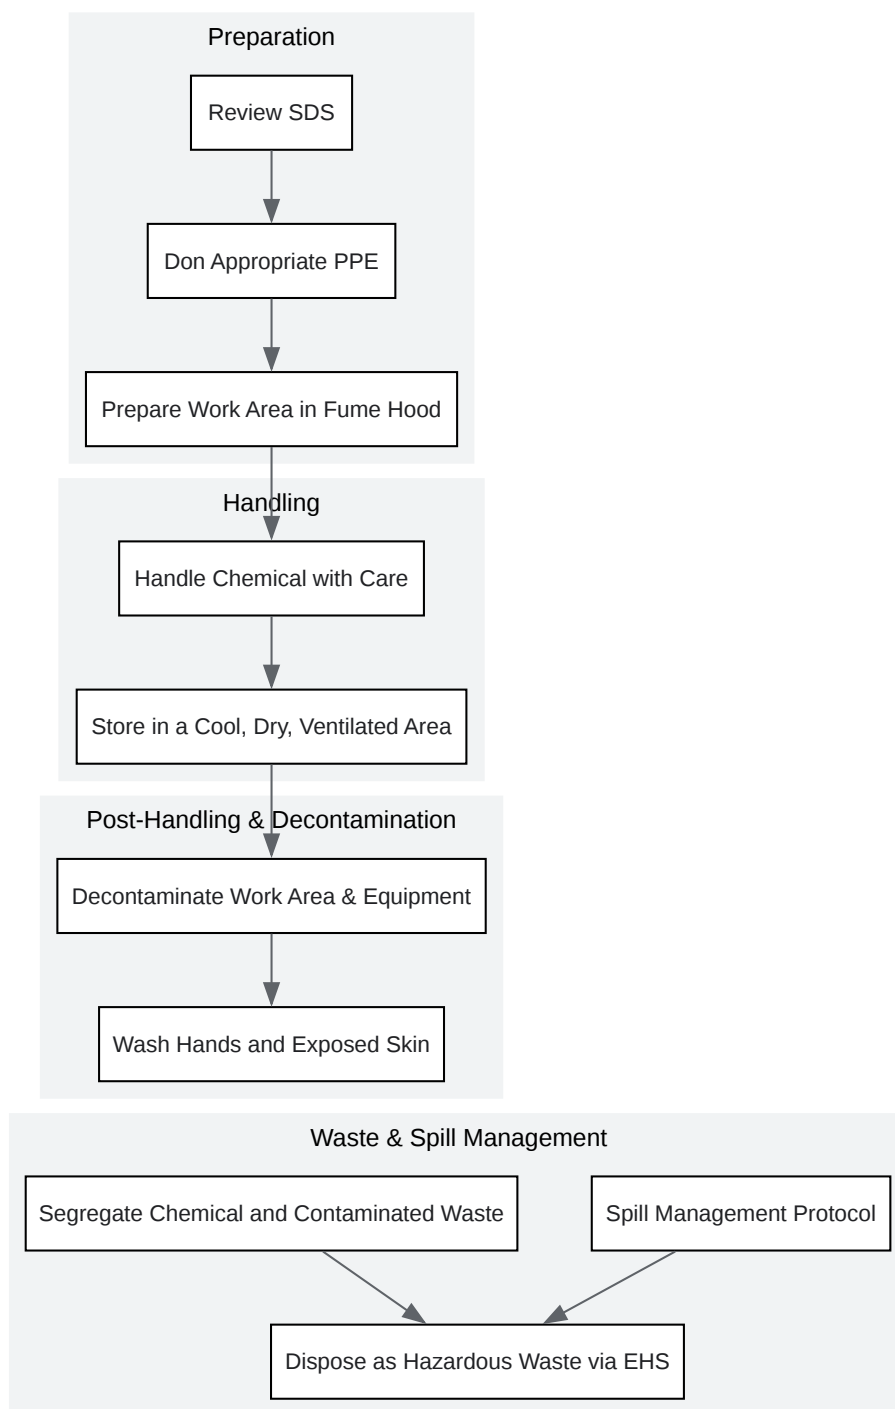 Preparation
Review SDS
Don Appropriate PPE
Prepare Work Area in Fume Hood
Handling
Handle Chemical with Care
Store in a Cool, Dry, Ventilated Area
Post-Handling & Decontamination
Decontaminate Work Area & Equipment
Wash Hands and Exposed Skin
Waste & Spill Management
Segregate Chemical and Contaminated Waste
Spill Management Protocol
Dispose as Hazardous Waste via EHS